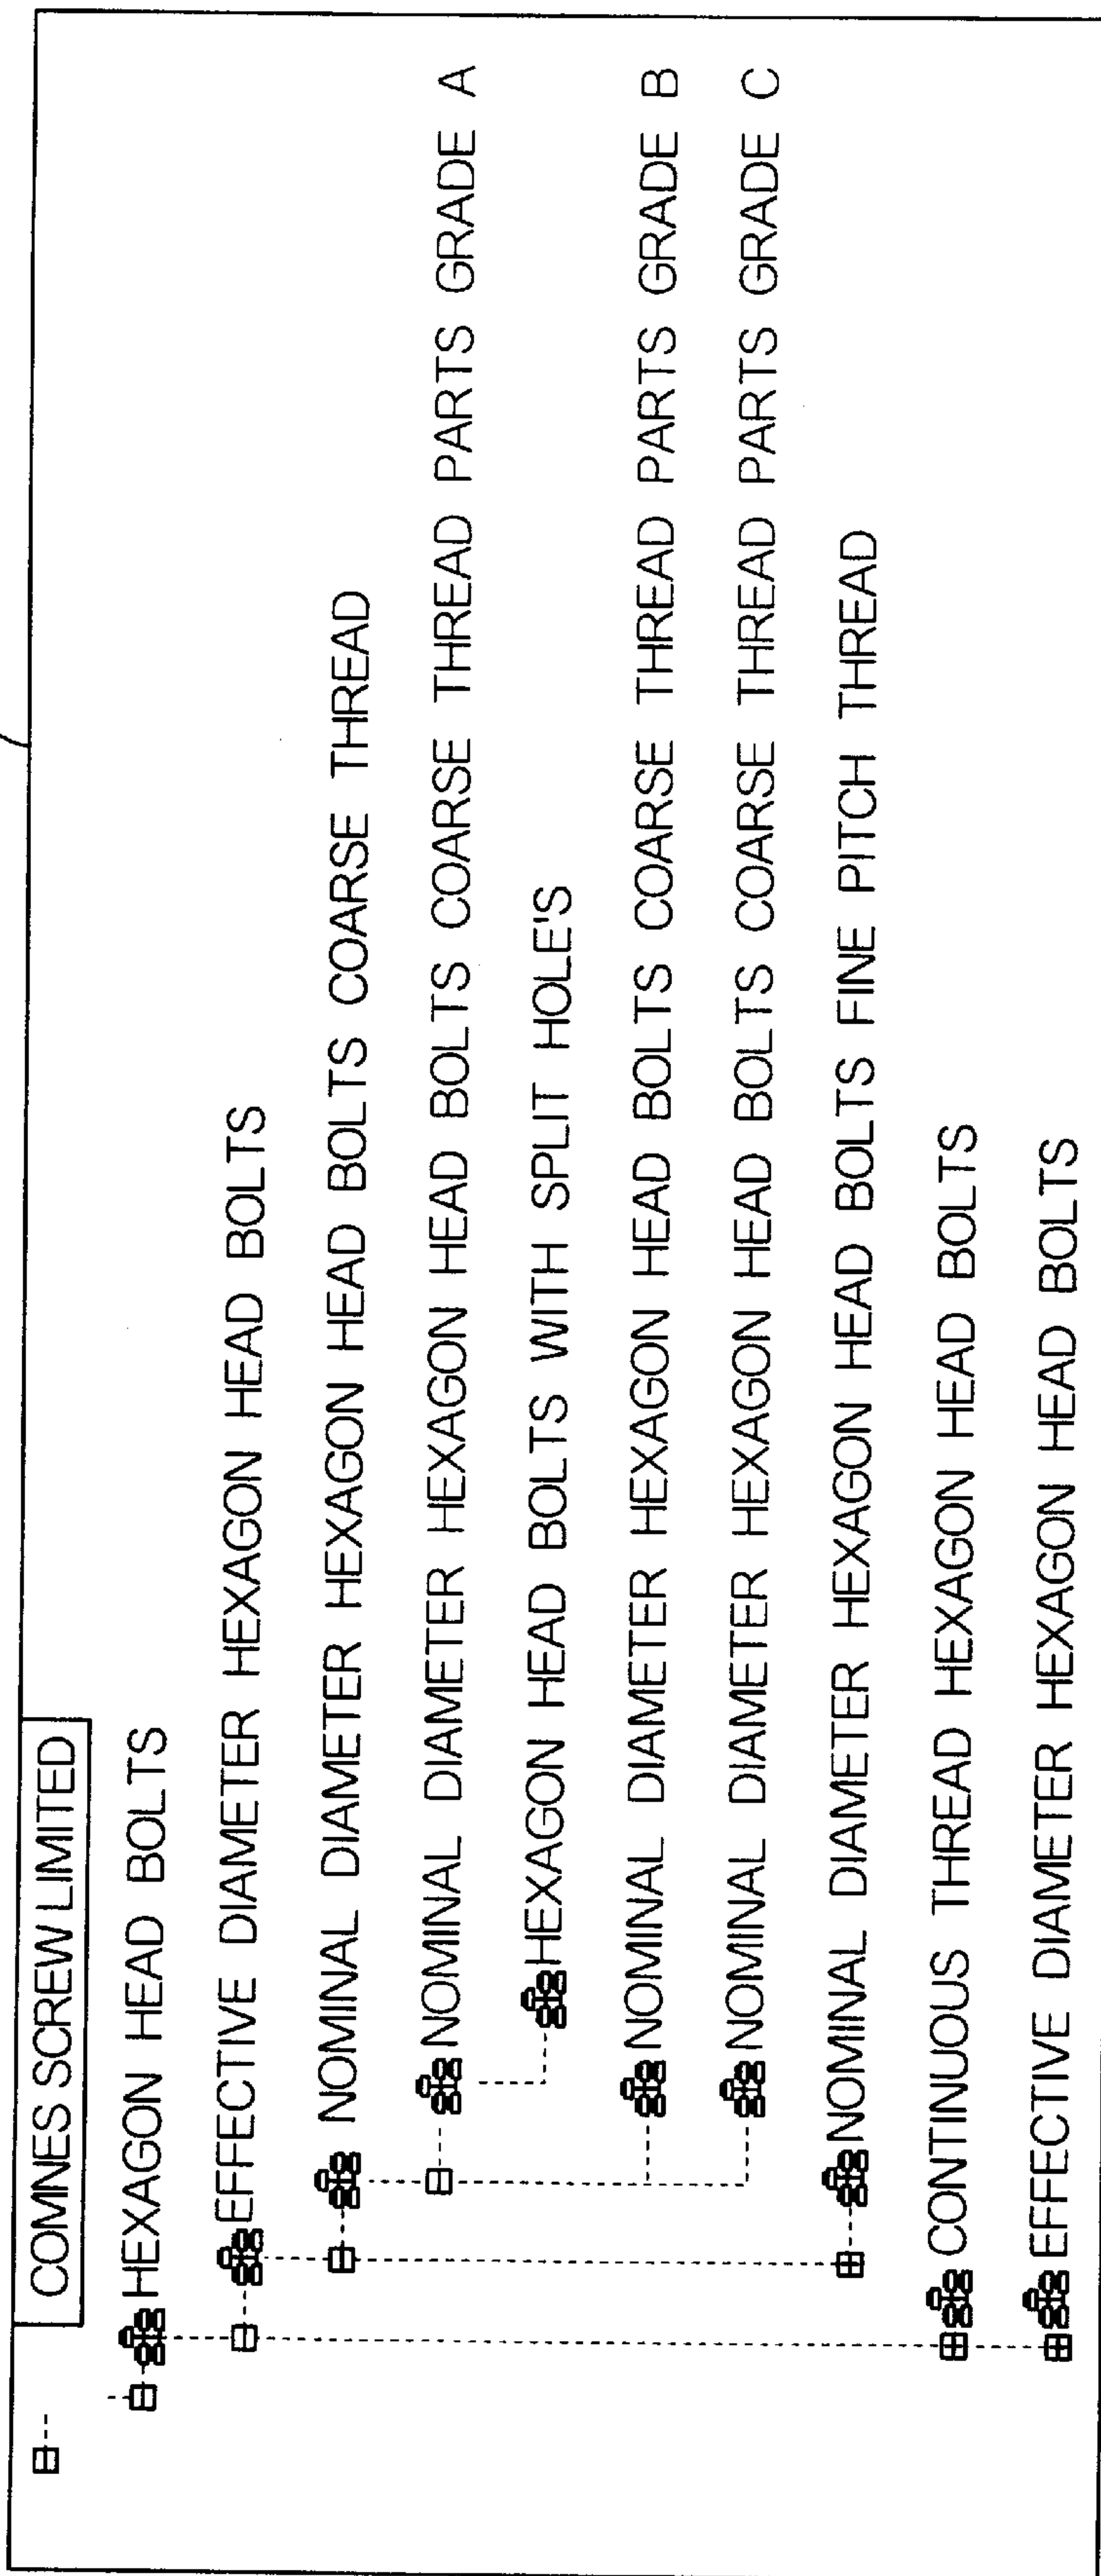 COMNES SCREW LIMITED
HEXAGON HEAD BOLTS
EFFECTIVE DIAMETER HEXAGON HEAD BOLTS
NOMINAL DIAMETER HEXAGON HEAD BOLTS COARSE THREAD
NOMINAL DIAMETER HEXAGON HEAD BOLTS COARSE THREAD PARTS GRADE A
HEXAGON HEAD BOLTS WITH SPLIT HOLE'S
NOMINAL DIAMETER HEXAGON HEAD BOLTS COARSE THREAD PARTS GRADE B
NOMINAL DIAMETER HEXAGON HEAD BOLTS COARSE THREAD PARTS GRADE C
NOMINAL DIAMETER HEXAGON HEAD BOLTS FINE PITCH THREAD
CONTINUOUS THREAD HEXAGON HEAD BOLTS
EFFECTIVE DIAMETER HEXAGON HEAD BOLTS